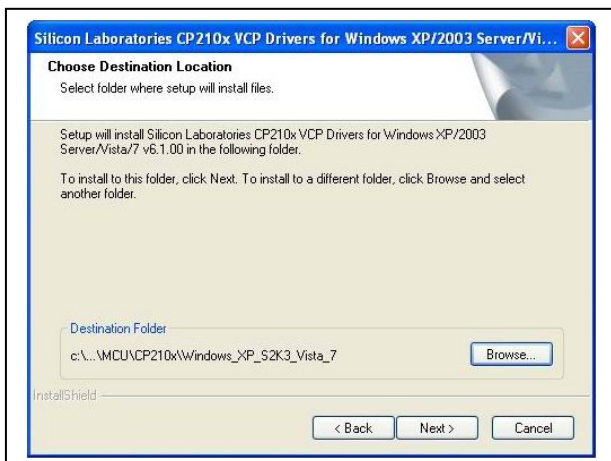 Silicon Laboratories CP210x VCP Drivers for Windows XP/2003 Server/Vi...
Choose Destination Location
Select folder where setup will install files.
Setup will install Silicon Laboratories CP210x VCP Drivers for Windows XP/2003
Server/Vista/7 v6.1.00 in the following folder.
To install to this folder, click Next. To install to a different folder, click Browse and select
another folder.
Destination Folder
c:\...\MCU\CP210x\Windows_XP_S2K3_Vista_7
Browse...
InstallShield
< Back
Next >
Cancel